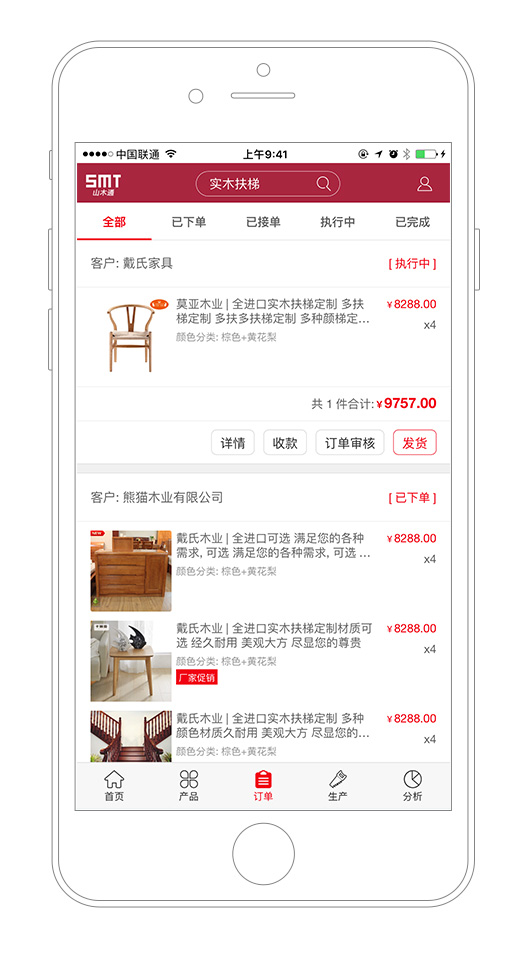 中国联通
上午9:41
SMT
山木通
实木扶梯
全部
已下单
已接单
执行中
已完成
客户: 戴氏家具
[ 执行中 ]
莫亚木业 | 全进口实木扶梯定制 多扶
梯定制 多扶多扶梯定制 多种颜梯定...
颜色分类: 棕色+黄花梨
¥8288.00
x4
共 1 件合计:¥9757.00
详情
收款
订单审核
发货
客户: 熊猫木业有限公司
[ 已下单 ]
NEW
戴氏木业 | 全进口可选 满足您的各种
需求, 可选 满足您的各种需求, 可选 ...
颜色分类: 棕色+黄花梨
¥8288.00
x4
戴氏木业 | 全进口实木扶梯定制材质可
选 经久耐用 美观大方 尽显您的尊贵
颜色分类: 棕色+黄花梨
厂家促销
¥8288.00
x4
戴氏木业 | 全进口实木扶梯定制 多种
颜色材质久耐用 美观大方 尽显您的...
颜色分类: 棕色+黄花梨
¥8288.00
x4
首页
产品
订单
生产
分析